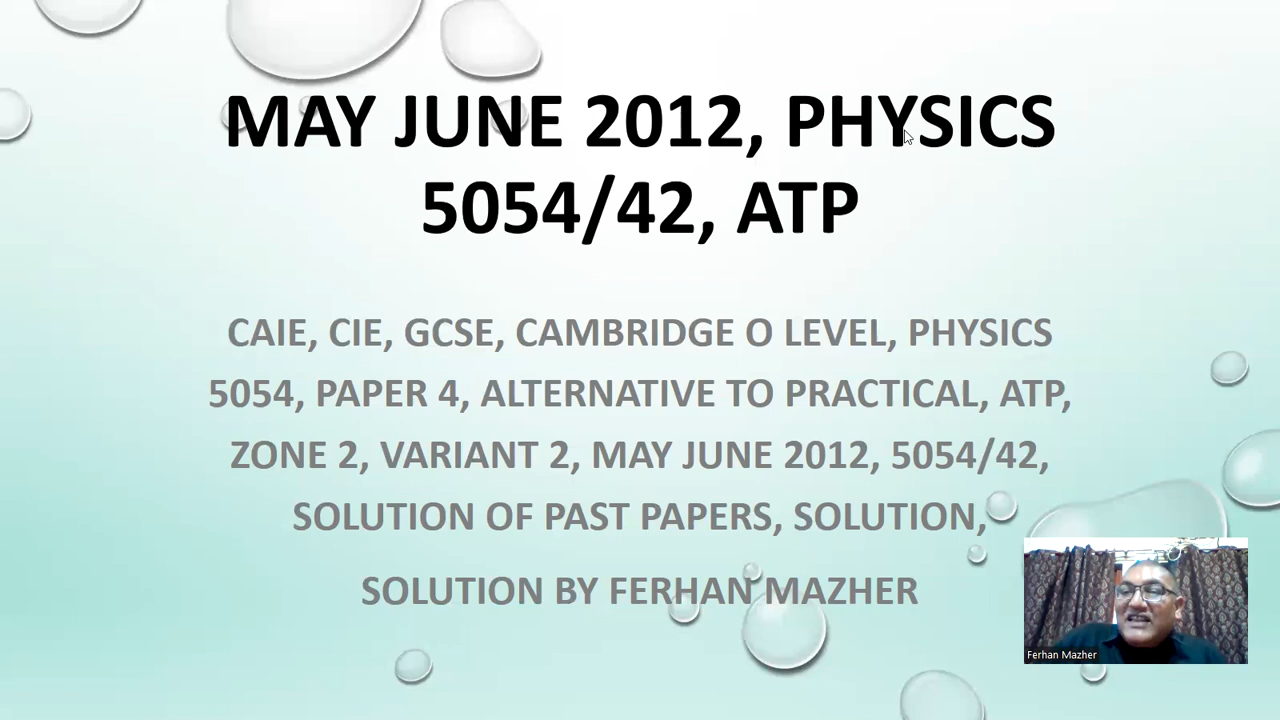 MAY JUNE 2012, PHYSICS
5054/42, ATP
CAIE, CIE, GCSE, CAMBRIDGE O LEVEL, PHYSICS
5054, PAPER 4, ALTERNATIVE TO PRACTICAL, ATP,
ZONE 2, VARIANT 2, MAY JUNE 2012, 5054/42,
SOLUTION OF PAST PAPERS, SOLUTION,
SOLUTION BY FERHAN MAZHER
Ferhan Mazher